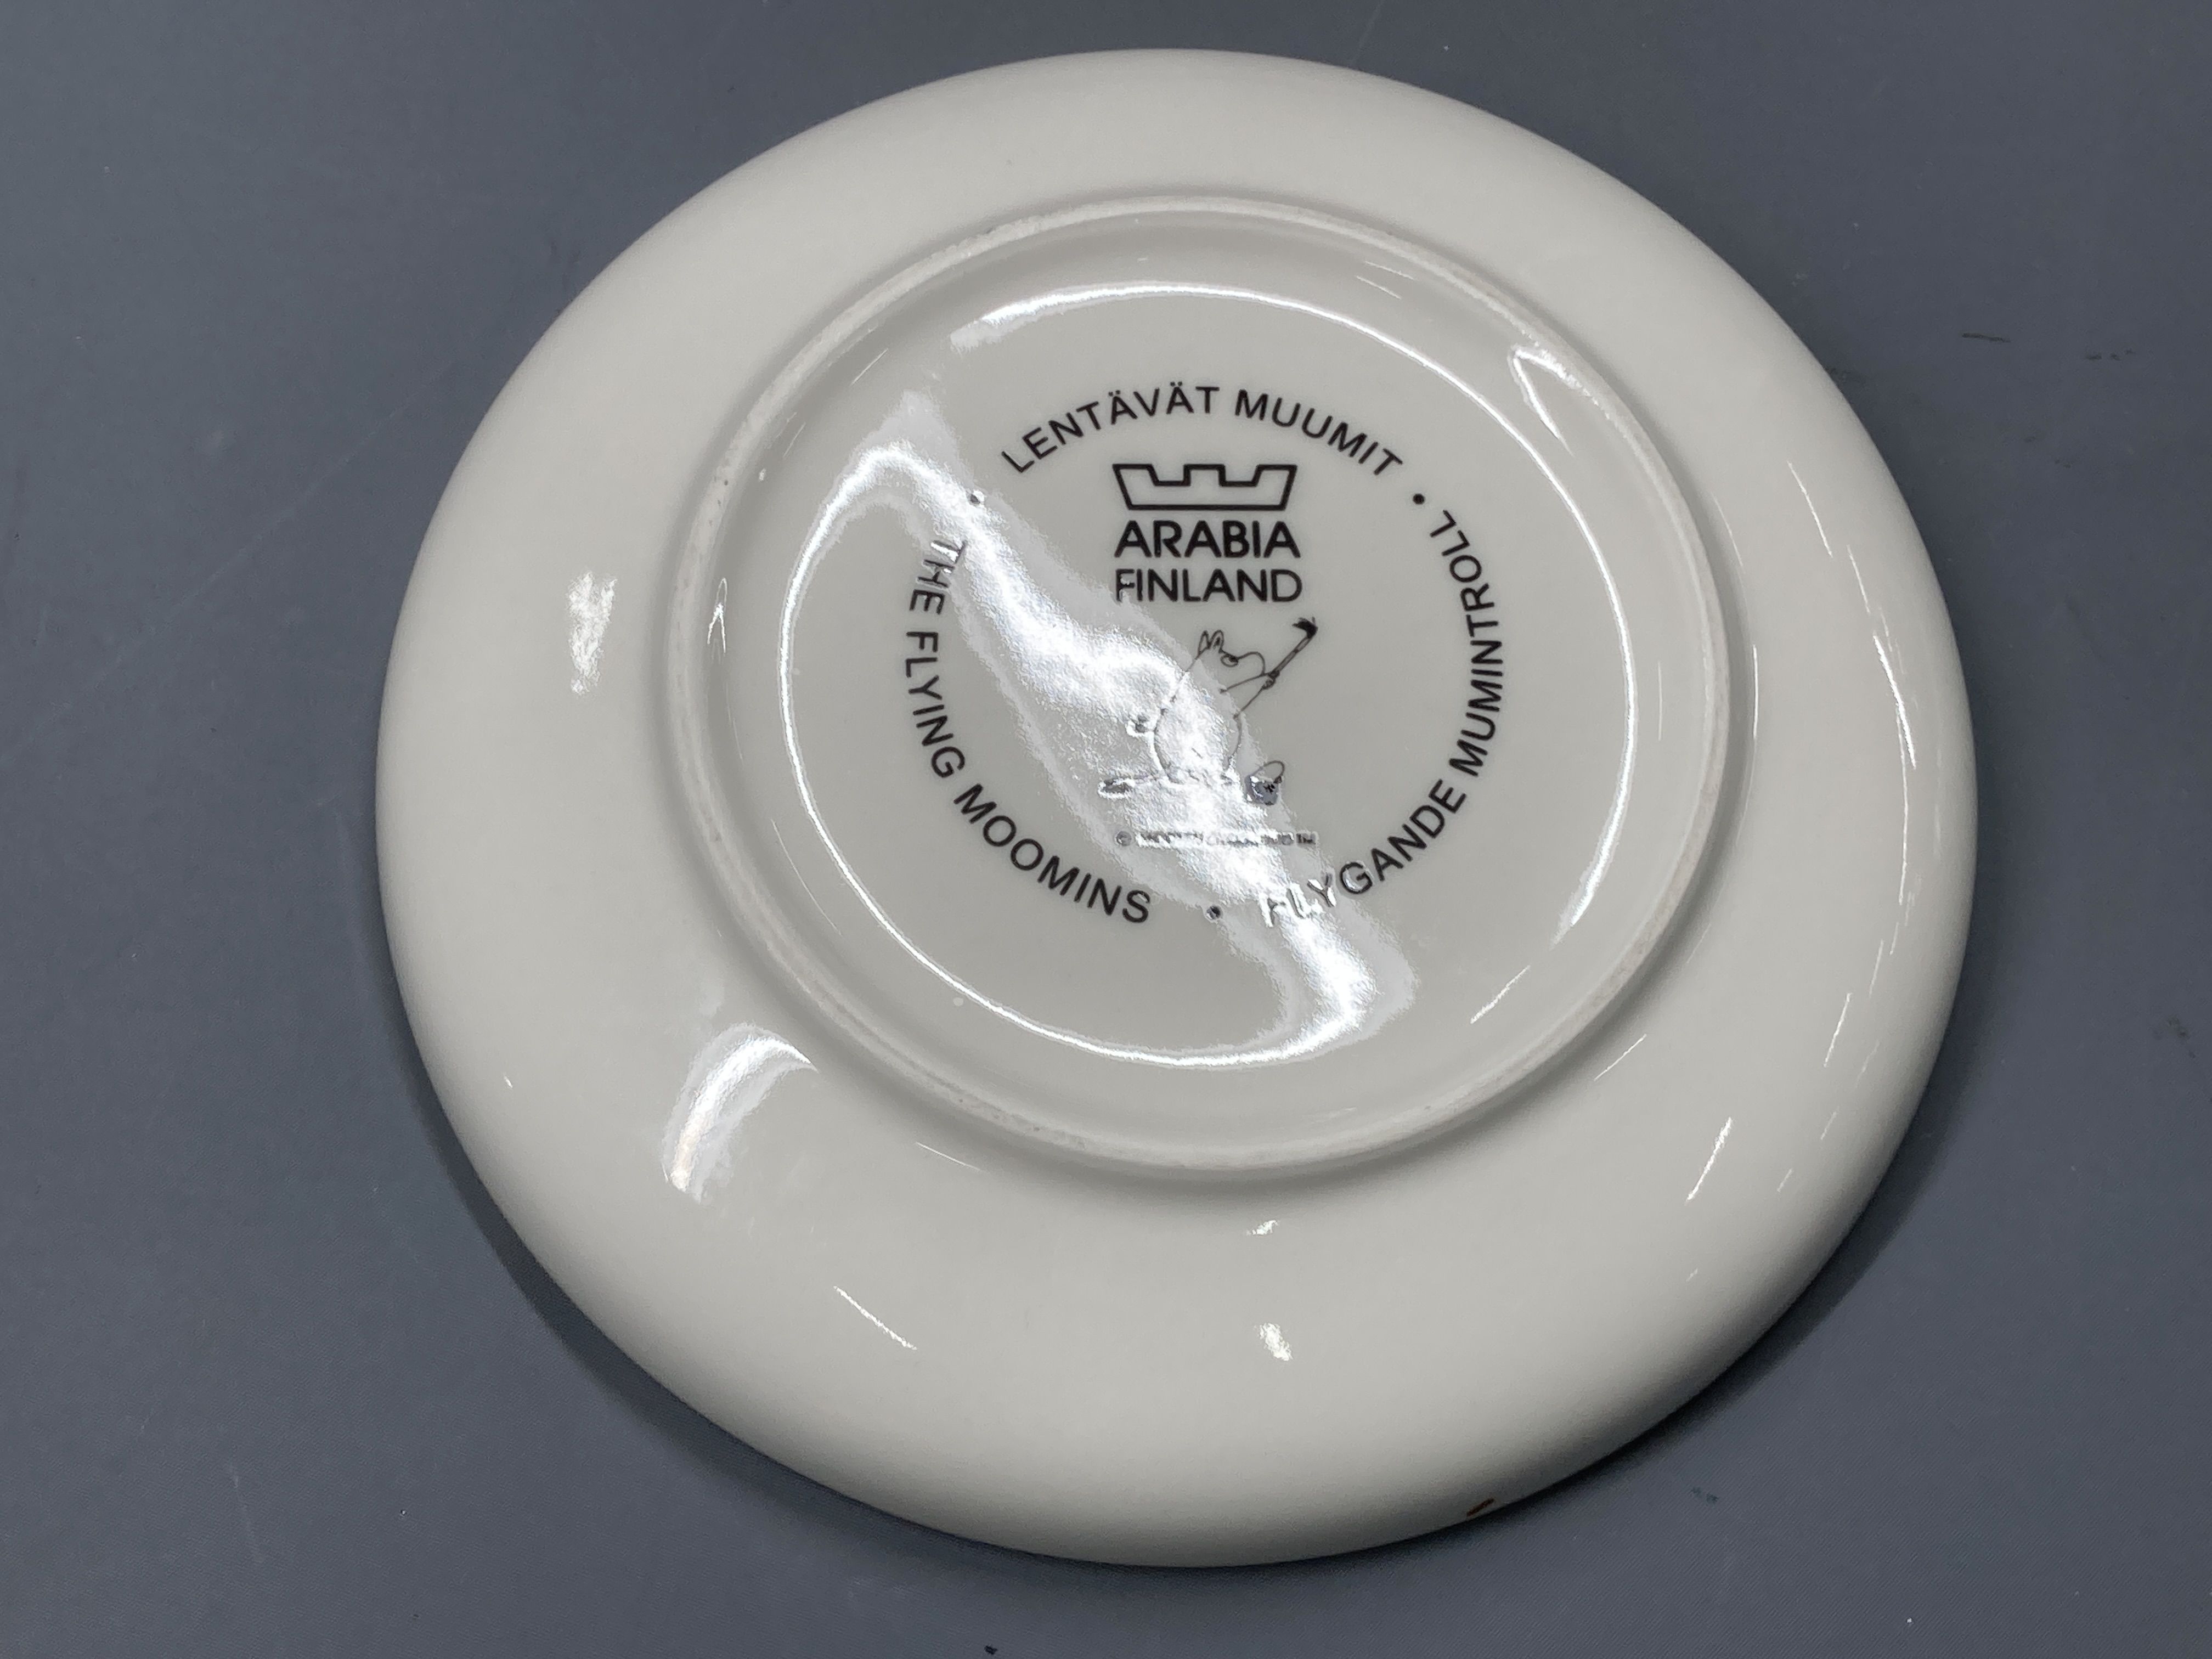 LENTÄVÄT MUUMIT •
FLYGANDE MUMINTROLL
• THE FLYING MOOMINS •
ARABIA
FINLAND
©